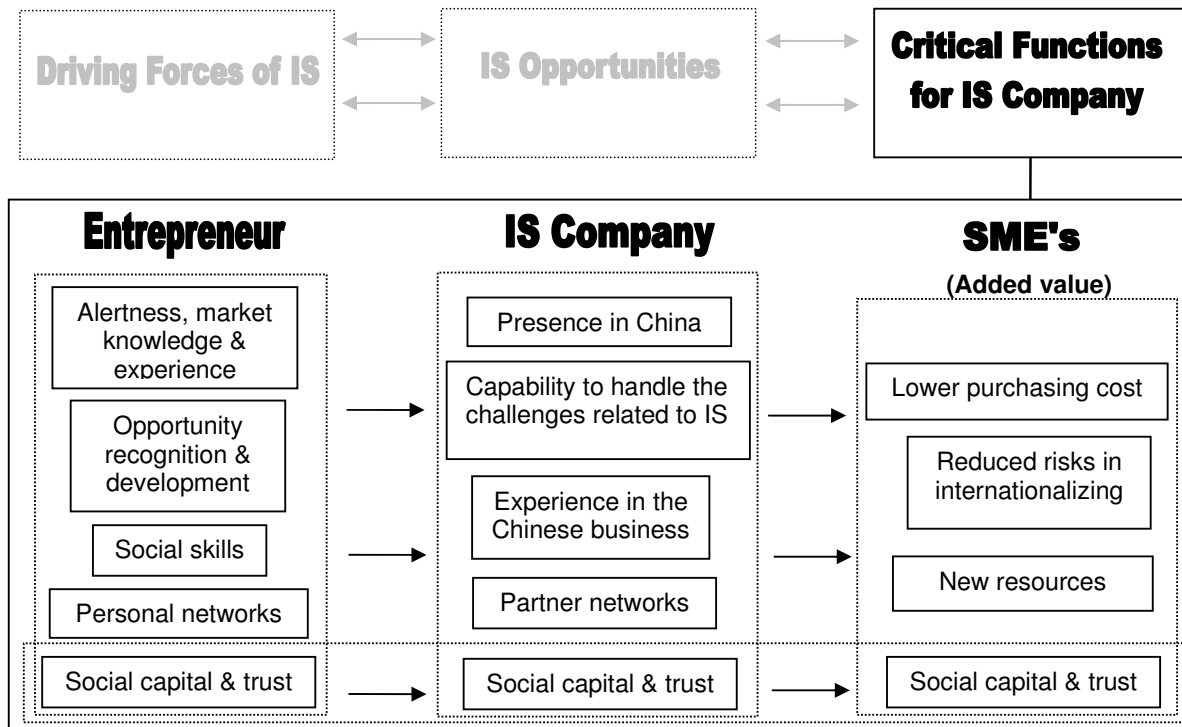 Driving Forces of IS
IS Opportunities
Critical Functions
for IS Company
Entrepreneur
Alertness, market
knowledge &
experience
Opportunity
recognition &
development
Social skills
Personal networks
Social capital & trust
IS Company
Presence in China
Capability to handle the
challenges related to IS
Experience in the
Chinese business
Partner networks
Social capital & trust
SME's
(Added value)
Lower purchasing cost
Reduced risks in
internationalizing
New resources
Social capital & trust